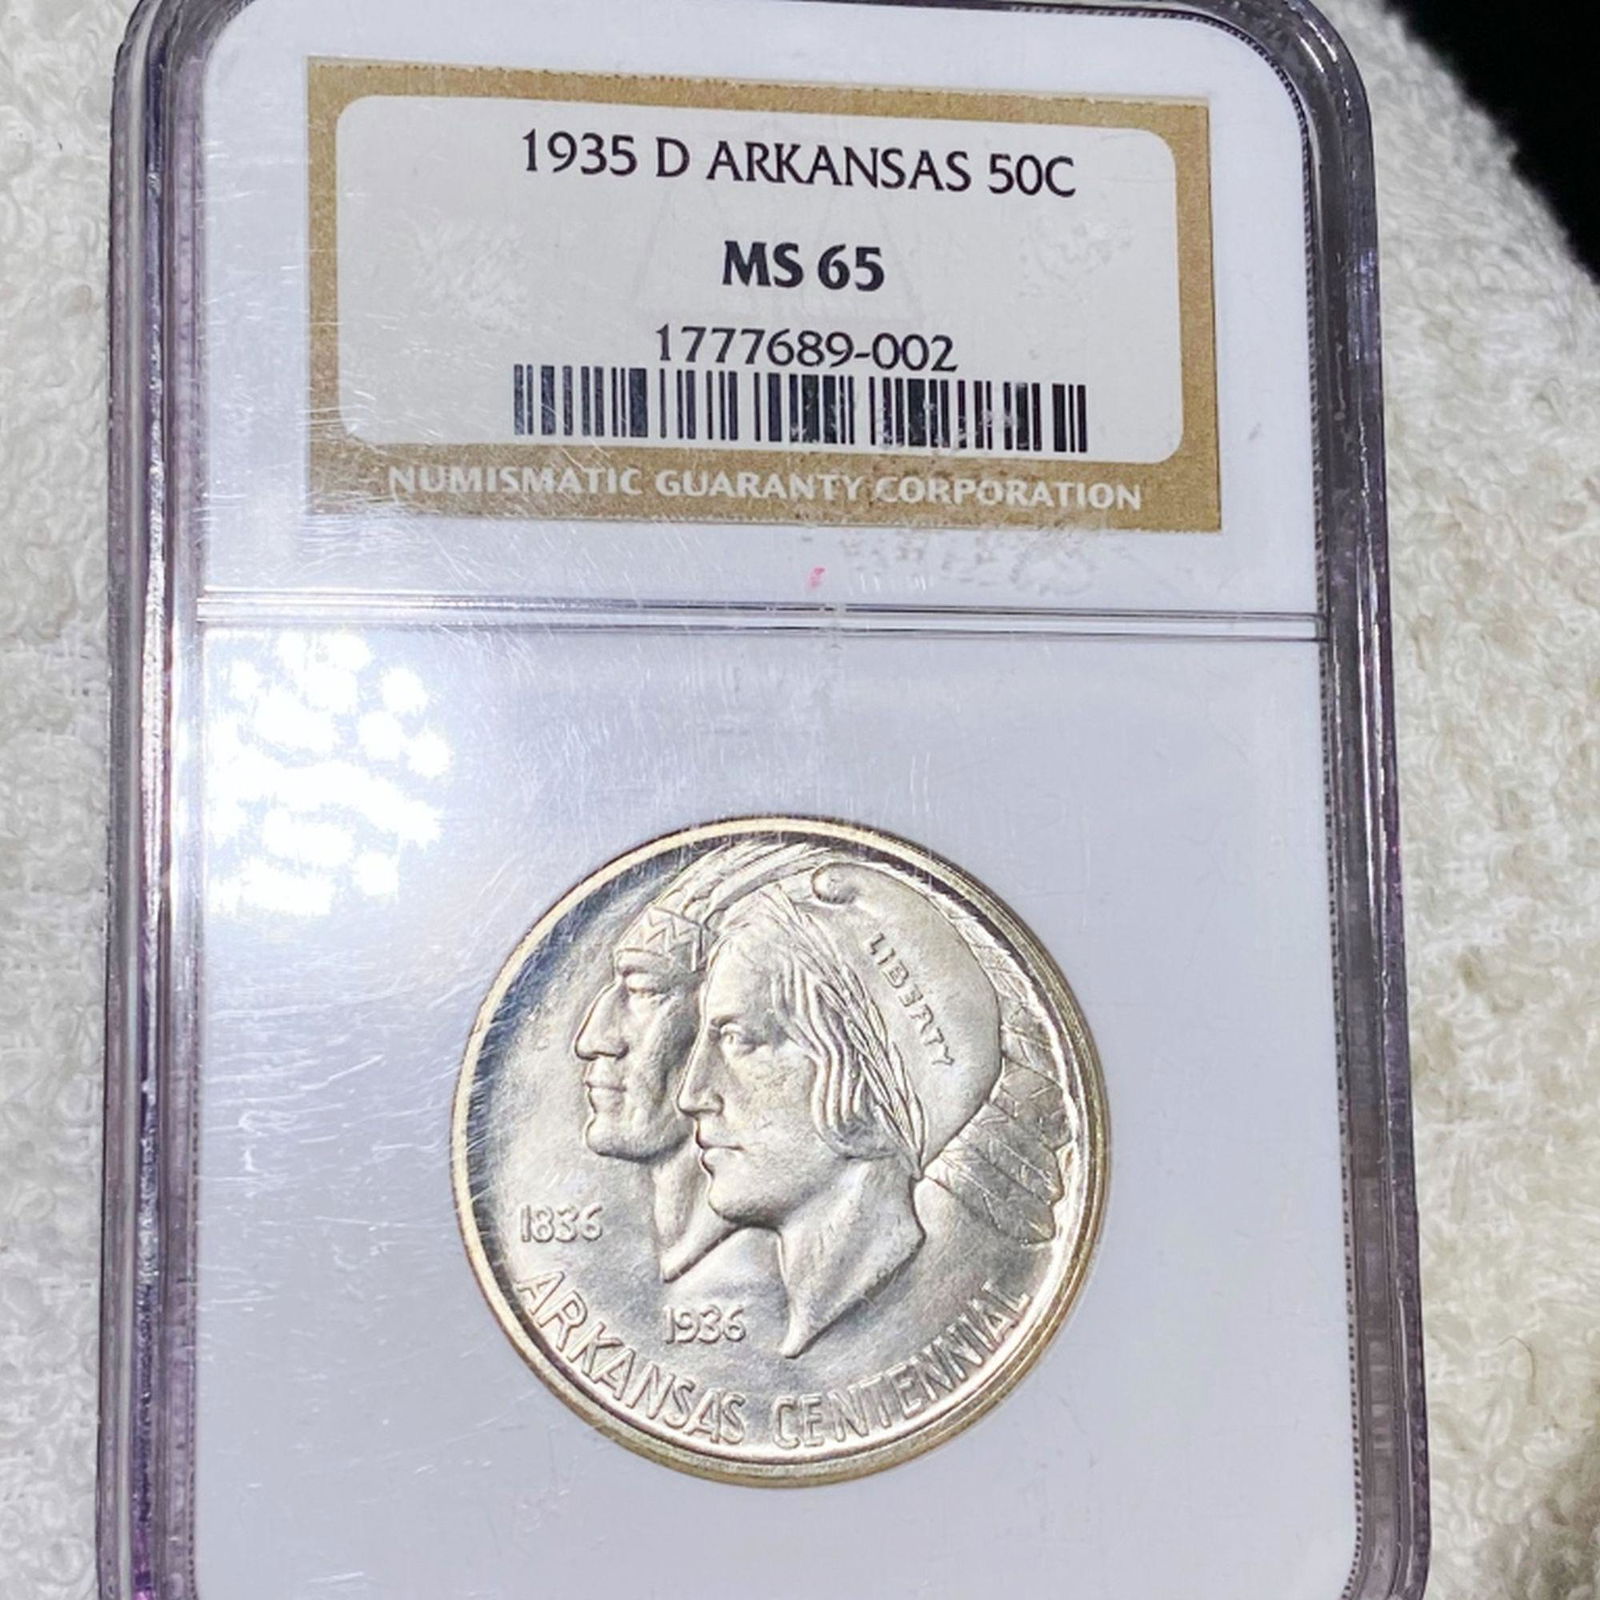 1935 D ARKANSAS 50C
MS 65
1777689-002
NUMISMATIC GUARANTY CORPORATION
LIBERTY
1836
1936
ARKANSAS CENTENNIAL